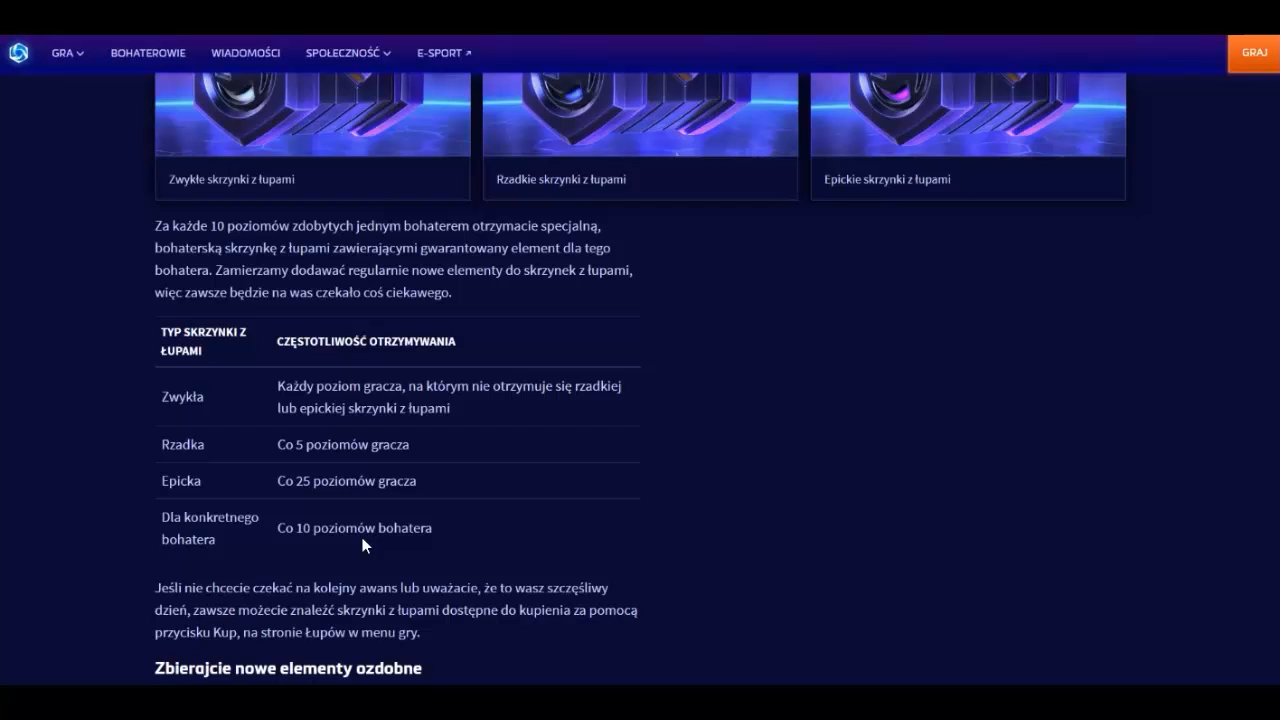 GRA BOHATEROWIE WIADOMOŚCI SPOŁECZNOŚĆ E-SPORT GRAJ
Zwykłe skrzynki z łupami
Rzadkie skrzynki z łupami
Epickie skrzynki z łupami
Za każde 10 poziomów zdobytych jednym bohaterem otrzymacie specjalną,
bohaterską skrzynkę z łupami zawierającymi gwarantowany element dla tego
bohatera. Zamierzamy dodawać regularnie nowe elementy do skrzynek z łupami,
więc zawsze będzie na was czekało coś ciekawego.
TYP SKRZYNKI Z
ŁUPAMI
CZĘSTOTLIWOŚĆ OTRZYMYWANIA
Zwykła
Każdy poziom gracza, na którym nie otrzymuje się rzadkiej
lub epickiej skrzynki z łupami
Rzadka
Co 5 poziomów gracza
Epicka
Co 25 poziomów gracza
Dla konkretnego
bohatera
Co 10 poziomów bohatera
Jeśli nie chcecie czekać na kolejny awans lub uważacie, że to wasz szczęśliwy
dzień, zawsze możecie znaleźć skrzynki z łupami dostępne do kupienia za pomocą
przycisku Kup, na stronie Łupów w menu gry.
Zbierajcie nowe elementy ozdobne